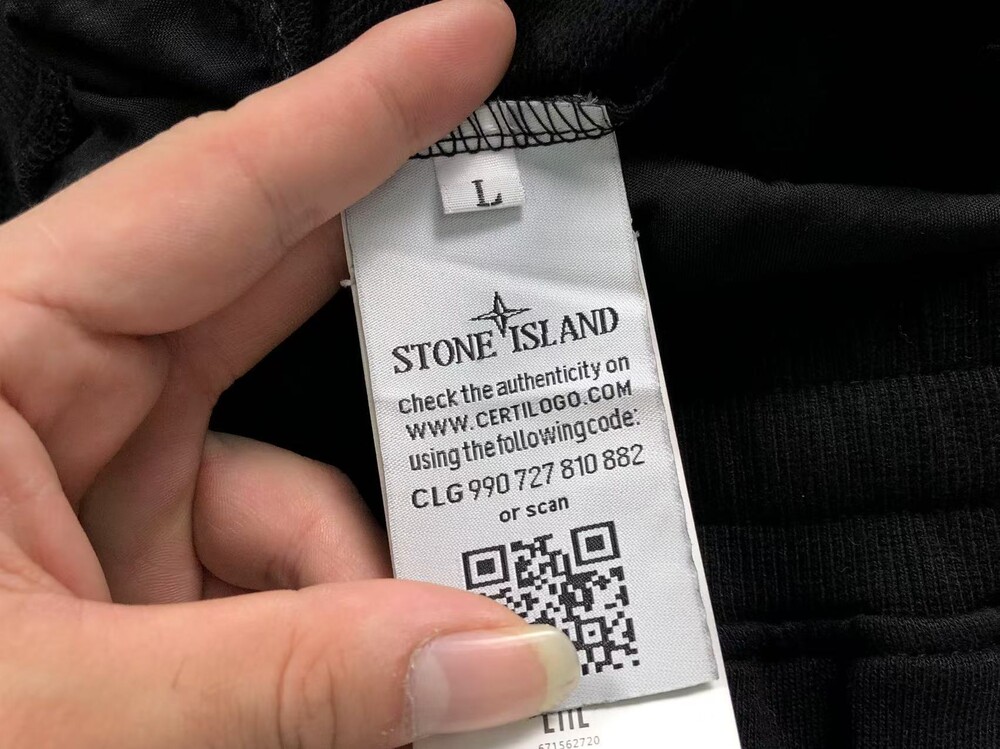 L
STONE ISLAND
Check the authenticity on
WWW.CERTILOGO.COM
using the following code:
CLG 990 727 810 882
or scan
671562720